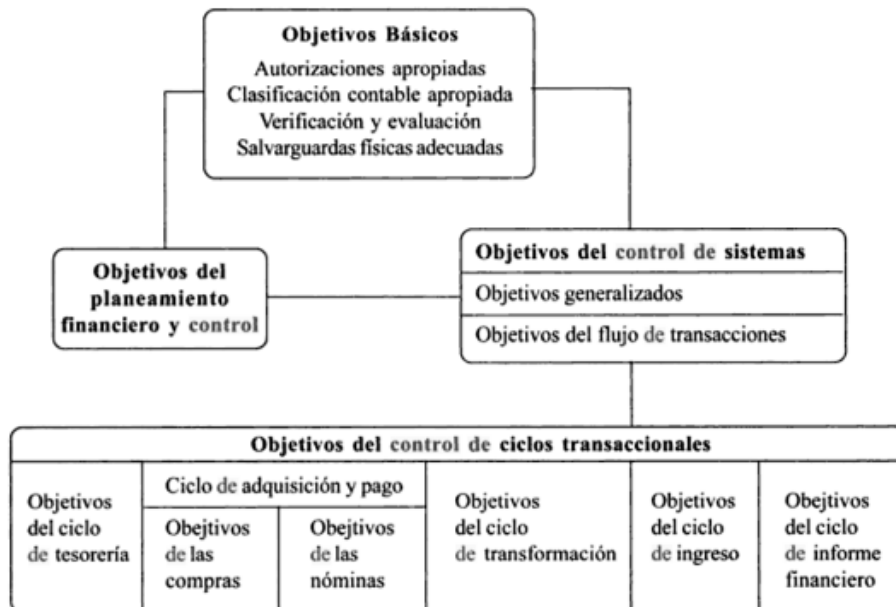 Objetivos Básicos
Autorizaciones apropiadas
Clasificación contable apropiada
Verificación y evaluación
Salvarguardas físicas adecuadas
Objetivos del
planeamiento
financiero y control
Objetivos del control de sistemas
Objetivos generalizados
Objetivos del flujo de transacciones
Objetivos del control de ciclos transaccionales
Objetivos
del ciclo
de tesorería
Ciclo de adquisición y pago
Obejtivos
de las
compras
Obejtivos
de las
nóminas
Objetivos
del ciclo
de transformación
Objetivos
del ciclo
de ingreso
Obejtivos
del ciclo
de informe
financiero